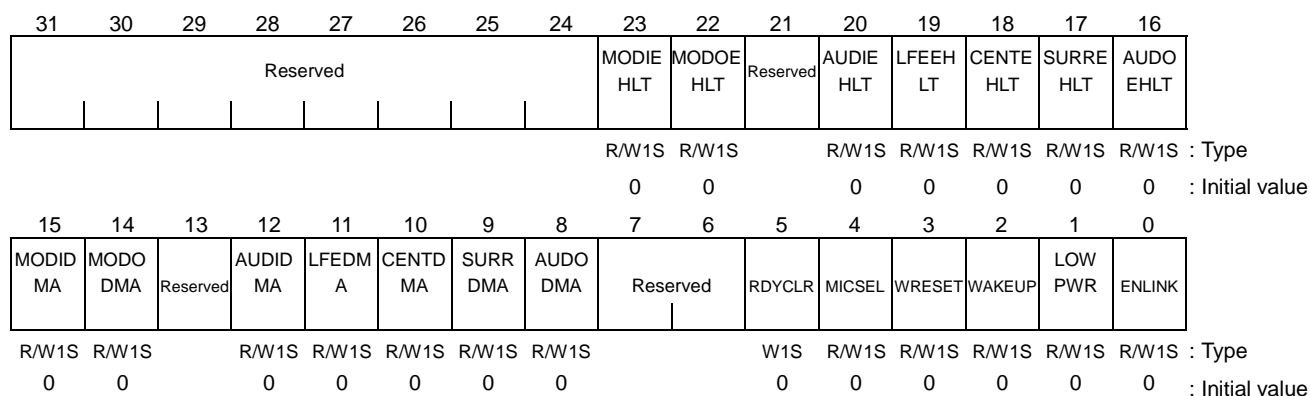 31 30 29 28 27 26 25 24 23 22 21 20 19 18 17 16
Reserved MODIE HLT MODOE HLT Reserved AUDIE HLT LFEEH LT CENTE HLT SURRE HLT AUDO EHLT
R/W1S R/W1S R/W1S R/W1S R/W1S R/W1S R/W1S : Type
0 0 0 0 0 0 0 : Initial value
15 14 13 12 11 10 9 8 7 6 5 4 3 2 1 0
MODID MA MODO DMA Reserved AUDID MA LFEDM A CENTD MA SURR DMA AUDO DMA Reserved RDYCLR MICSEL WRESET WAKEUP LOW PWR ENLINK
R/W1S R/W1S R/W1S R/W1S R/W1S R/W1S R/W1S W1S R/W1S R/W1S R/W1S R/W1S R/W1S : Type
0 0 0 0 0 0 0 0 0 0 0 0 0 : Initial value